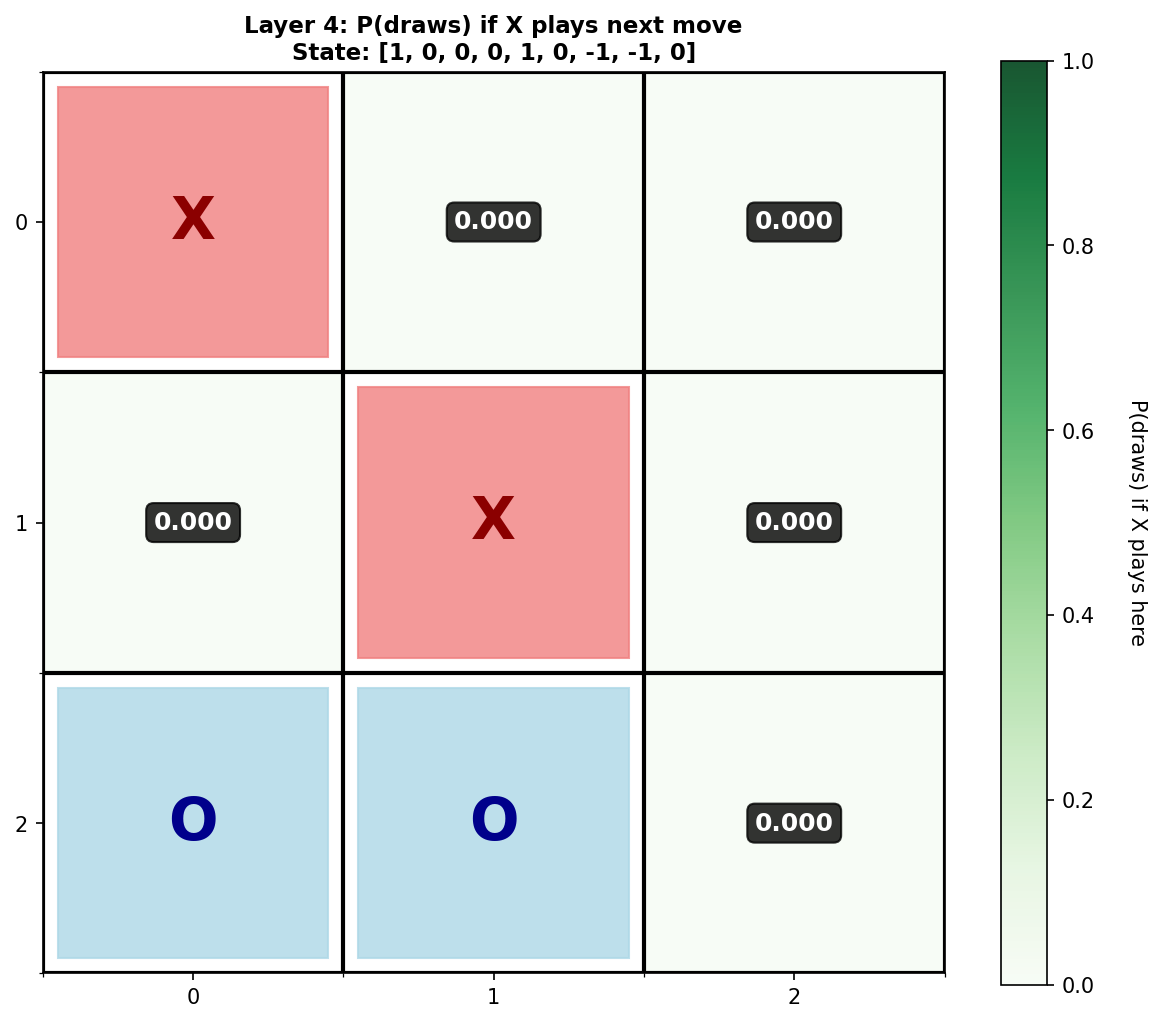 Layer 4: P(draws) if X plays next move
State: [1, 0, 0, 0, 1, 0, -1, -1, 0]
0
X
0.000
0.000
1
0.000
X
0.000
2
O
O
0.000
0
1
2
1.0
0.8
0.6
0.4
0.2
0.0
P(draws) if X plays here